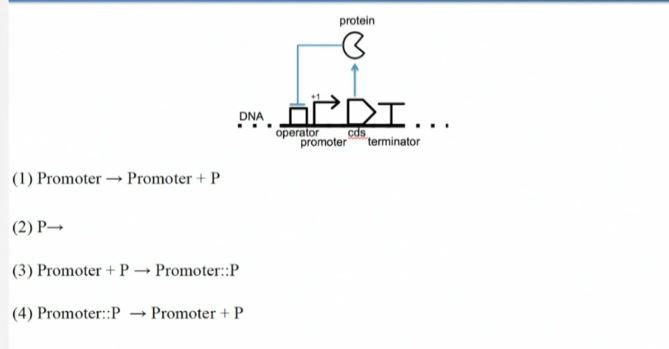 protein
+1
DNA
operator
cds
promoter
terminator
(1) Promoter → Promoter + P
(2) P→
(3) Promoter + P → Promoter::P
(4) Promoter::P → Promoter + P